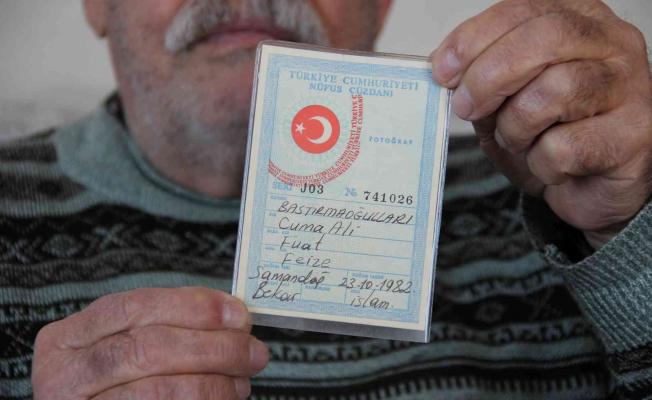 TÜRKİYE CUMHURİYETİ
NÜFUS CÜZDANI
FOTOĞRAF
SERİ J03 No 741026
BASTIRMAOĞULLARI
Cuma Ali
Fuat
Feize
Samandağ 23-10-1982
Bekar islam